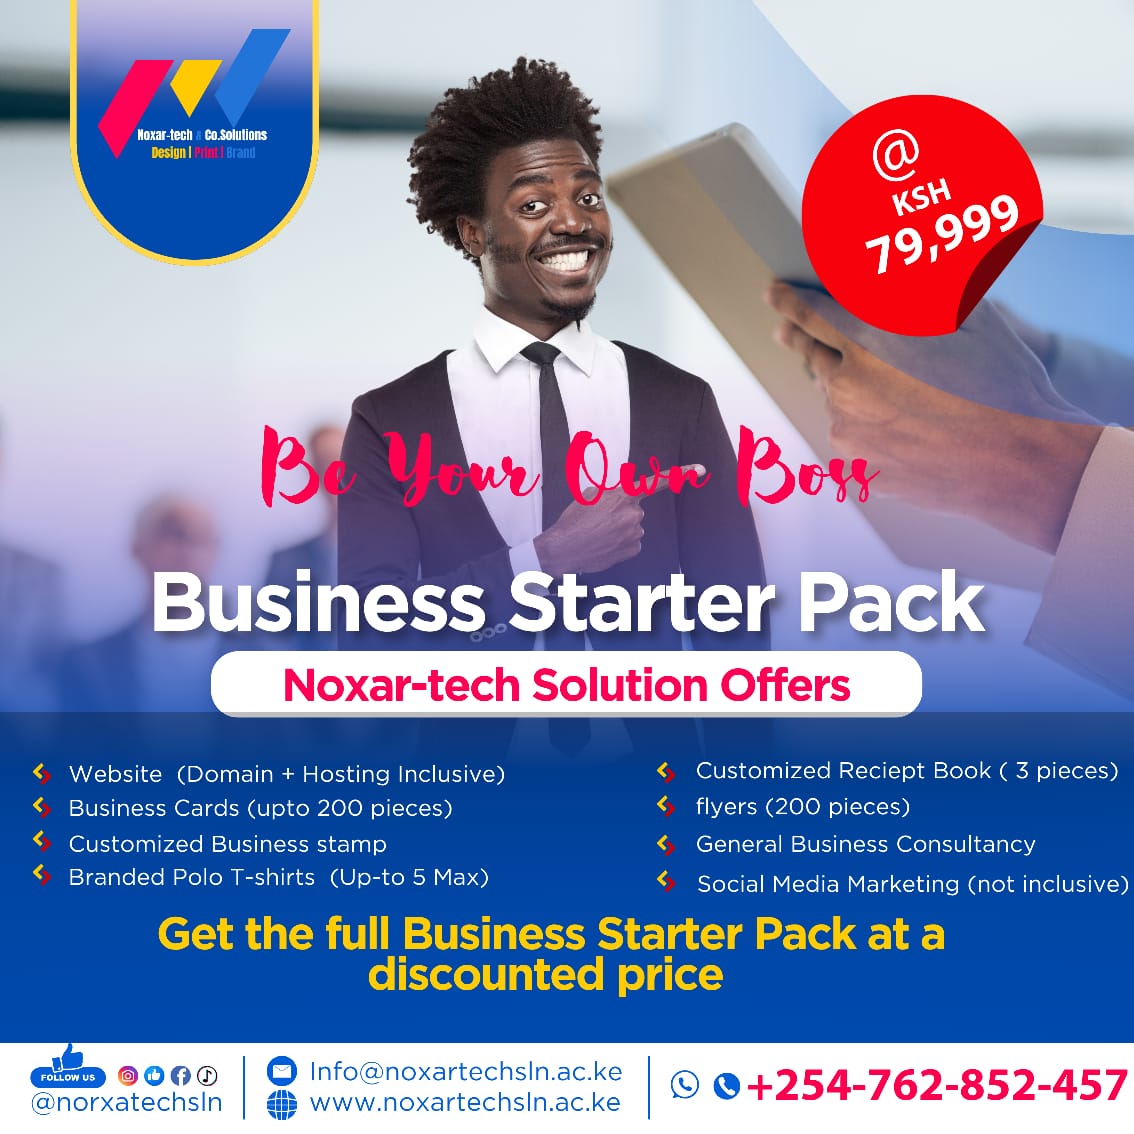 Noxar-tech & Co.Solutions
Design | Print | Brand
@
KSH
79,999
Be Your Own Boss
Business Starter Pack
Noxar-tech Solution Offers
Website (Domain + Hosting Inclusive)
Business Cards (upto 200 pieces)
Customized Business stamp
Branded Polo T-shirts (Up-to 5 Max)
Customized Reciept Book ( 3 pieces)
flyers (200 pieces)
General Business Consultancy
Social Media Marketing (not inclusive)
Get the full Business Starter Pack at a
discounted price
FOLLOW US
@norxatechsln
Info@noxartechsln.ac.ke
www.noxartechsln.ac.ke
+254-762-852-457